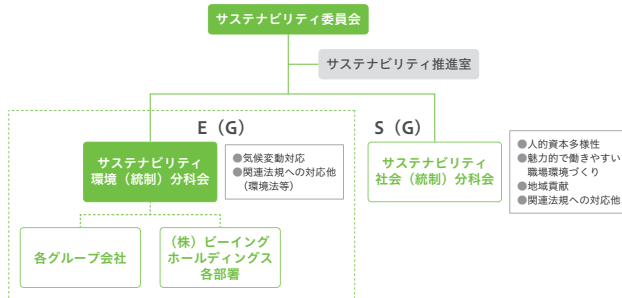 サステナビリティ委員会
サステナビリティ推進室
E（G）
S（G）
サステナビリティ
環境（統制）分科会
●気候変動対応
●関連法規への対応他
（環境法等）
サステナビリティ
社会（統制）分科会
●人的資本多様性
●魅力的で働きやすい
職場環境づくり
●地域貢献
●関連法規への対応他
各グループ会社
（株）ビーイング
ホールディングス
各部署